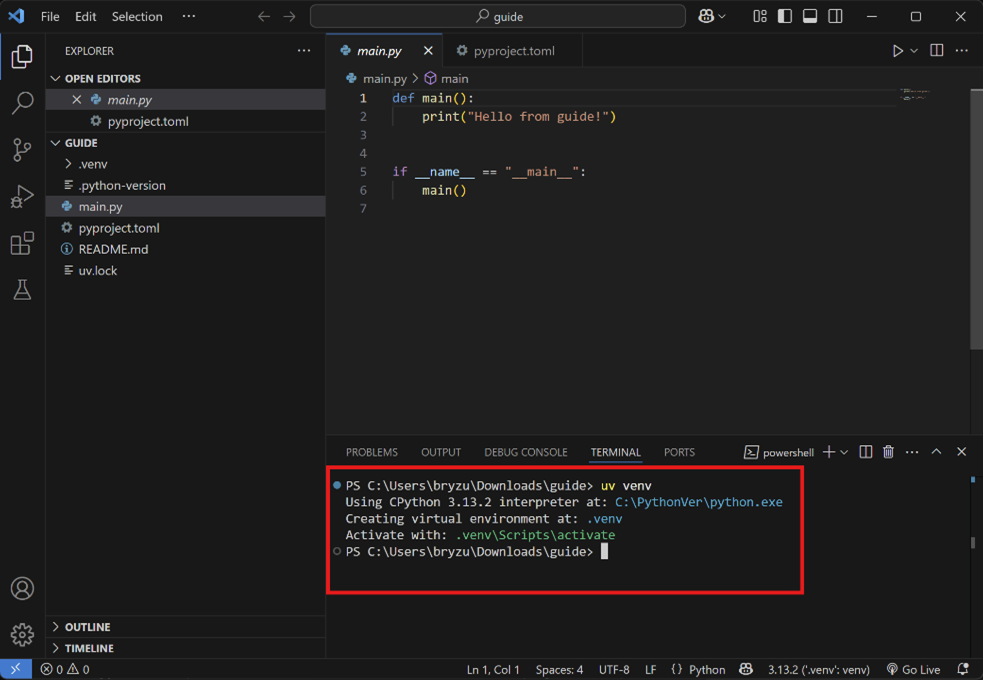 File Edit Selection ··· guide
EXPLORER ···
OPEN EDITORS
main.py
pyproject.toml
GUIDE
.venv
.python-version
main.py
pyproject.toml
README.md
uv.lock
OUTLINE
TIMELINE
main.py pyproject.toml ···
main.py > main
1 def main():
2     print("Hello from guide!")
3
4
5 if __name__ == "__main__":
6     main()
7
PROBLEMS OUTPUT DEBUG CONSOLE TERMINAL PORTS powershell ···
PS C:\Users\bryzu\Downloads\guide> uv venv
Using CPython 3.13.2 interpreter at: C:\PythonVer\python.exe
Creating virtual environment at: .venv
Activate with: .venv\Scripts\activate
PS C:\Users\bryzu\Downloads\guide>
0 0 Ln 1, Col 1 Spaces: 4 UTF-8 LF {} Python 3.13.2 ('.venv': venv) Go Live